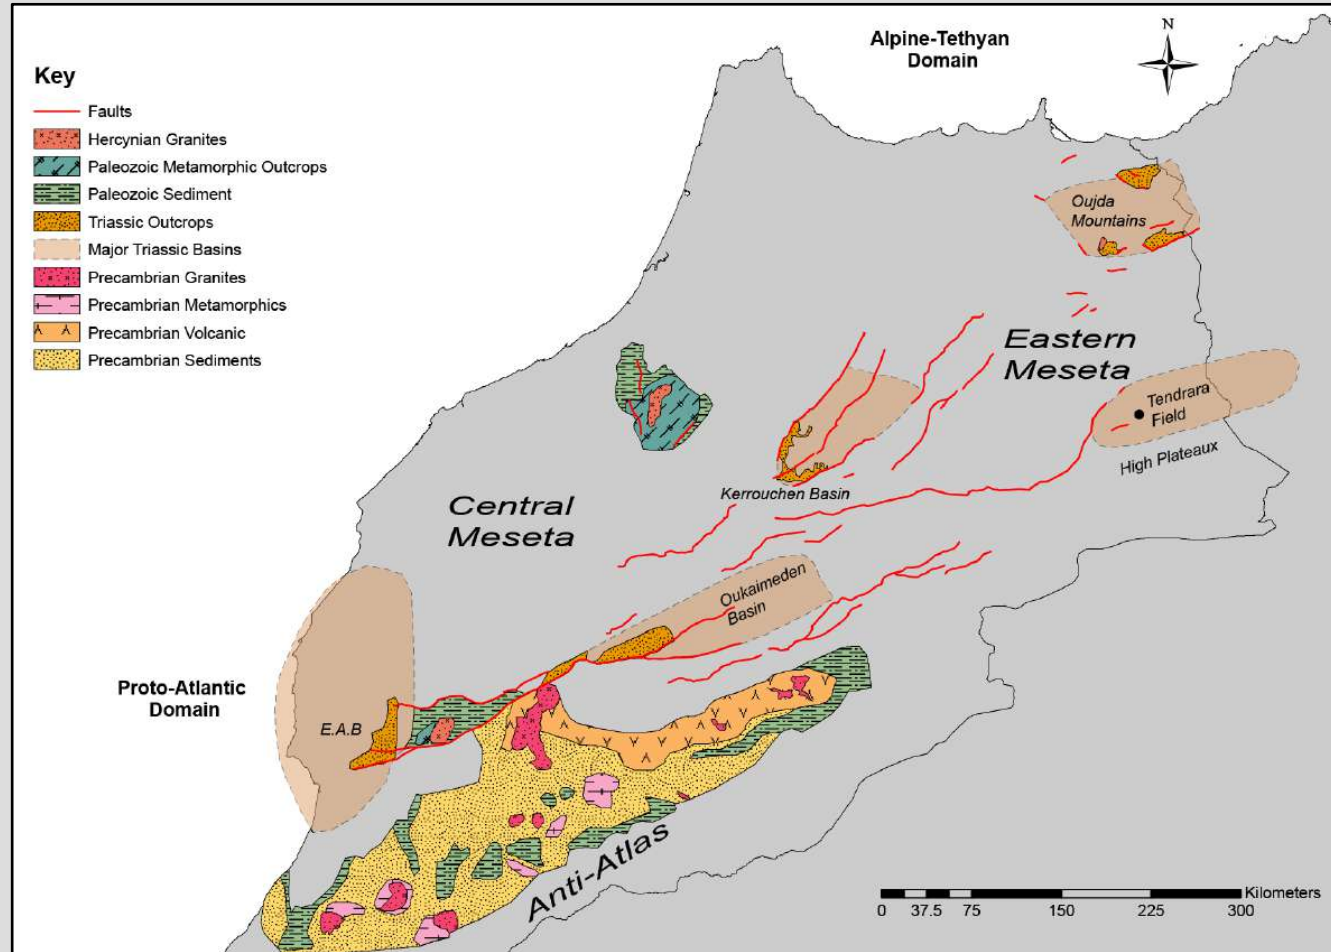 Alpine-Tethyan
Domain
N
Key
Faults
Hercynian Granites
Paleozoic Metamorphic Outcrops
Paleozoic Sediment
Triassic Outcrops
Major Triassic Basins
Precambrian Granites
Precambrian Metamorphics
Precambrian Volcanic
Precambrian Sediments
Oujda
Mountains
Eastern
Meseta
Tendrara
Field
High Plateaux
Kerrouchen Basin
Central
Meseta
Oukaimeden
Basin
Proto-Atlantic
Domain
E.A.B
Anti-Atlas
Kilometers
0 37.5 75 150 225 300